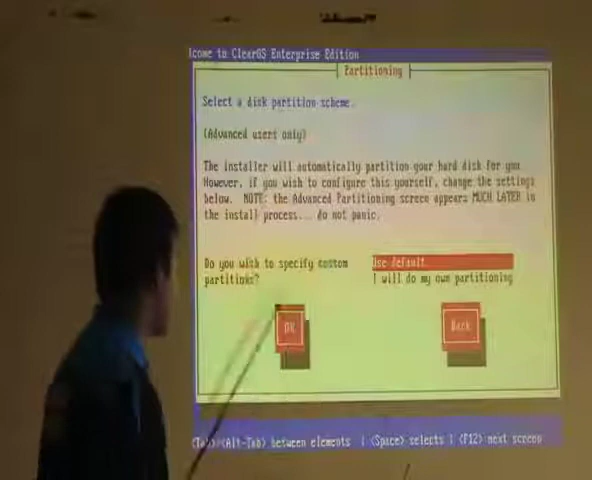 lcome to ClearOS Enterprise Edition
Partitioning
Select a disk partition scheme.
(Advanced users only)
The installer will automatically partition your hard disk for you.
However, if you wish to configure this yourself, change the settings
below. NOTE: the Advanced Partitioning screen appears MUCH LATER in
the install process... do not panic.
Do you wish to specify custom
partitions?
Use default
I will do my own partitioning
OK
Back
<Tab>/<Alt-Tab> between elements | <Space> selects | <F12> next screen